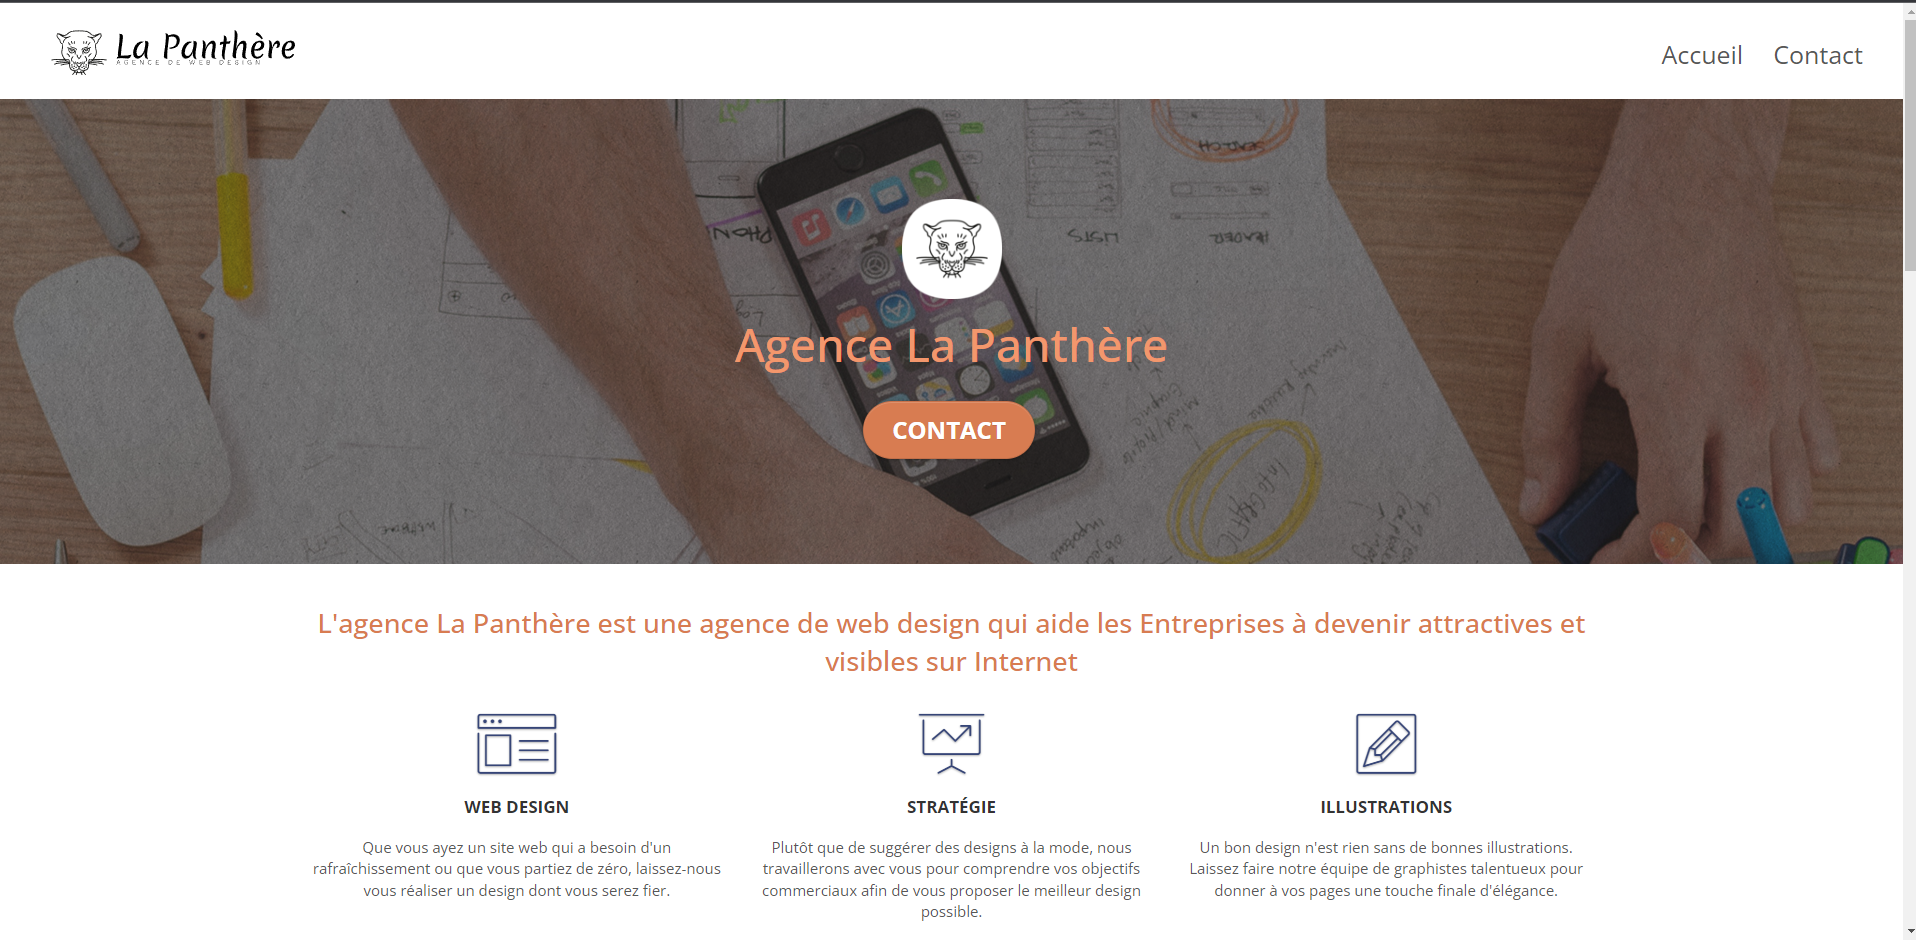 La Panthère
AGENCE DE WEB DESIGN
Accueil Contact
SEARCH
PHON
LISTS
HEADER
Agence La Panthère
CONTACT
L'agence La Panthère est une agence de web design qui aide les Entreprises à devenir attractives et
visibles sur Internet
WEB DESIGN
Que vous ayez un site web qui a besoin d'un
rafraîchissement ou que vous partiez de zéro, laissez-nous
vous réaliser un design dont vous serez fier.
STRATÉGIE
Plutôt que de suggérer des designs à la mode, nous
travaillerons avec vous pour comprendre vos objectifs
commerciaux afin de vous proposer le meilleur design
possible.
ILLUSTRATIONS
Un bon design n'est rien sans de bonnes illustrations.
Laissez faire notre équipe de graphistes talentueux pour
donner à vos pages une touche finale d'élégance.